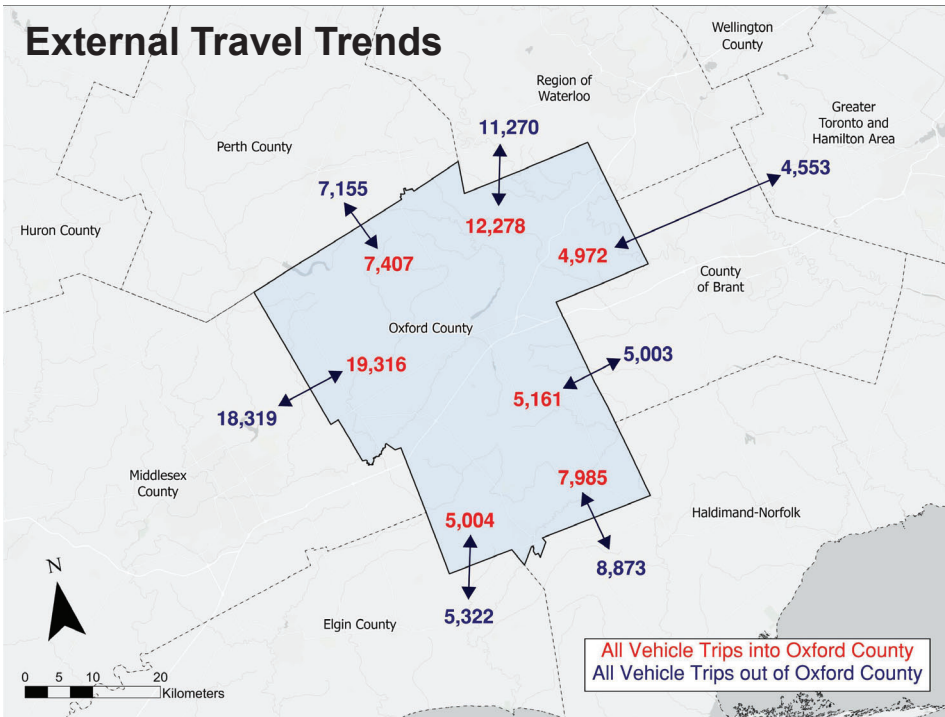 External Travel Trends
Wellington
County
Region of
Waterloo
Greater
Toronto and
Hamilton Area
11,270
Perth County
4,553
7,155
12,278
Huron County
4,972
7,407
County
of Brant
Oxford County
5,003
19,316
5,161
18,319
Middlesex
County
7,985
Haldimand-Norfolk
5,004
8,873
N
5,322
Elgin County
All Vehicle Trips into Oxford County
All Vehicle Trips out of Oxford County
0 5 10 20
Kilometers